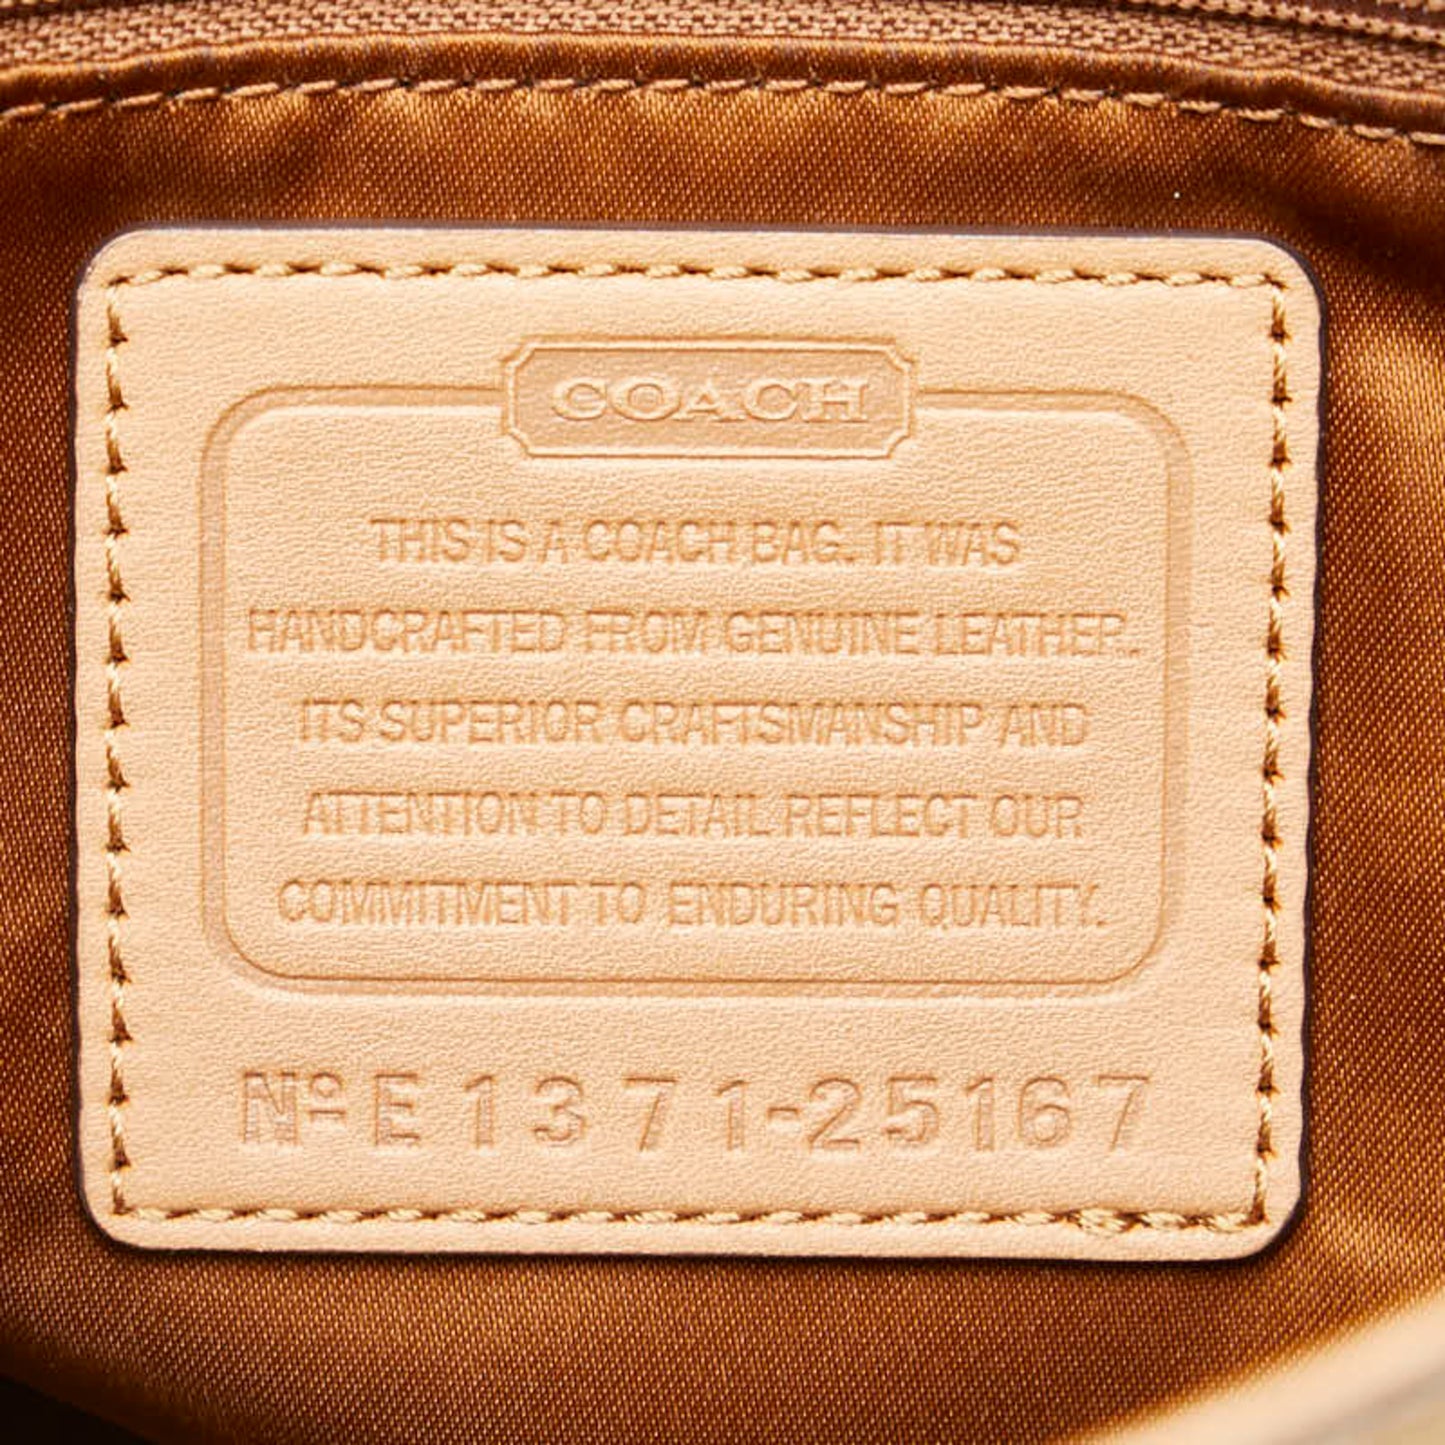 COACH
THIS IS A COACH BAG. IT WAS
HANDCRAFTED FROM GENUINE LEATHER.
ITS SUPERIOR CRAFTSMANSHIP AND
ATTENTION TO DETAIL REFLECT OUR
COMMITMENT TO ENDURING QUALITY.
Nº E1371-25167